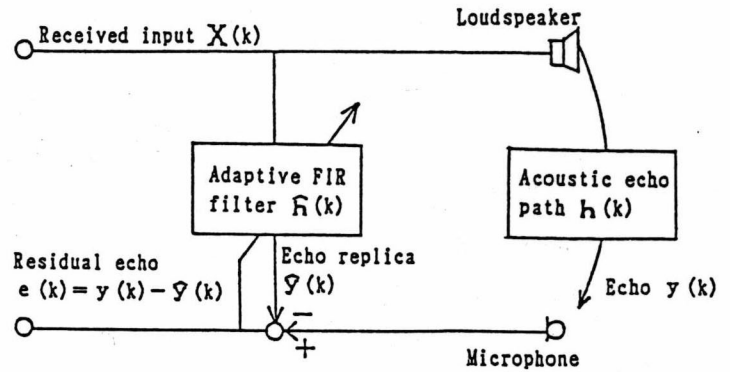 Loudspeaker
Received input X(k)
Adaptive FIR
filter ĥ(k)
Acoustic echo
path h(k)
Residual echo
e(k)=y(k)-ŷ(k)
Echo replica
ŷ(k)
Echo y(k)
-
+
Microphone